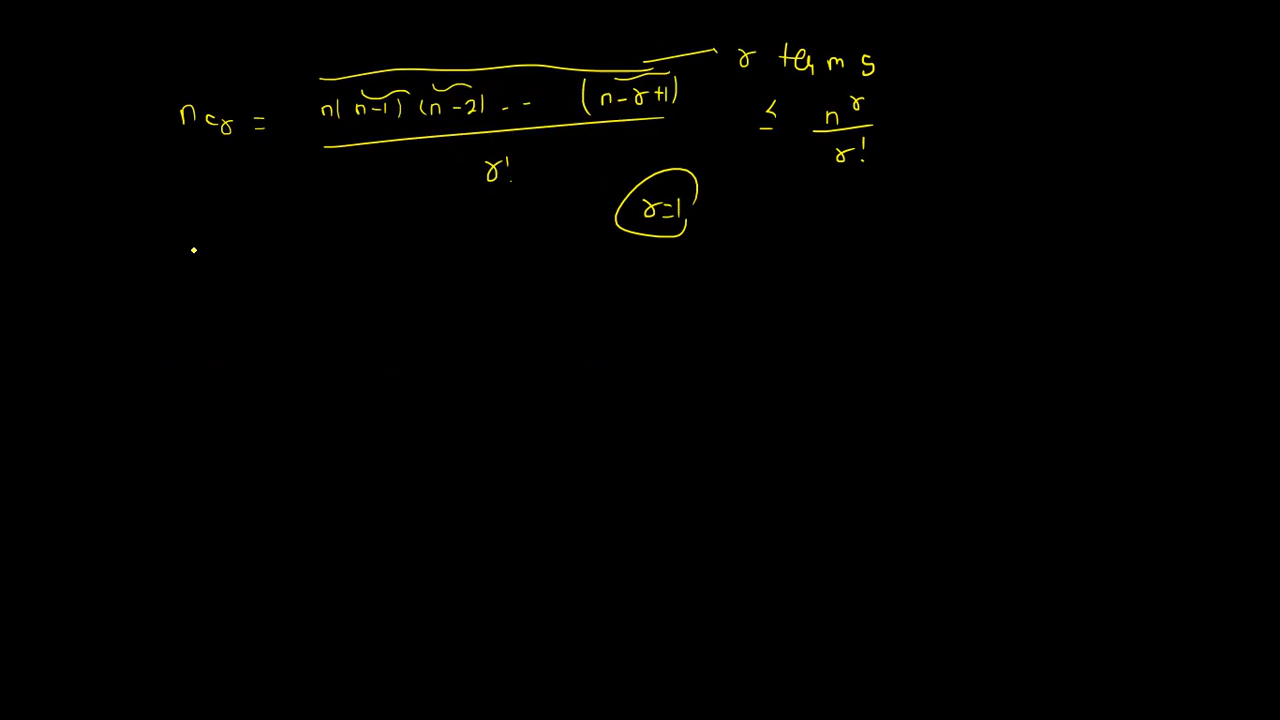 r terms
nCr = n(n-1)(n-2)... (n-r+1) / r! ≤ n^r / r!
r=1